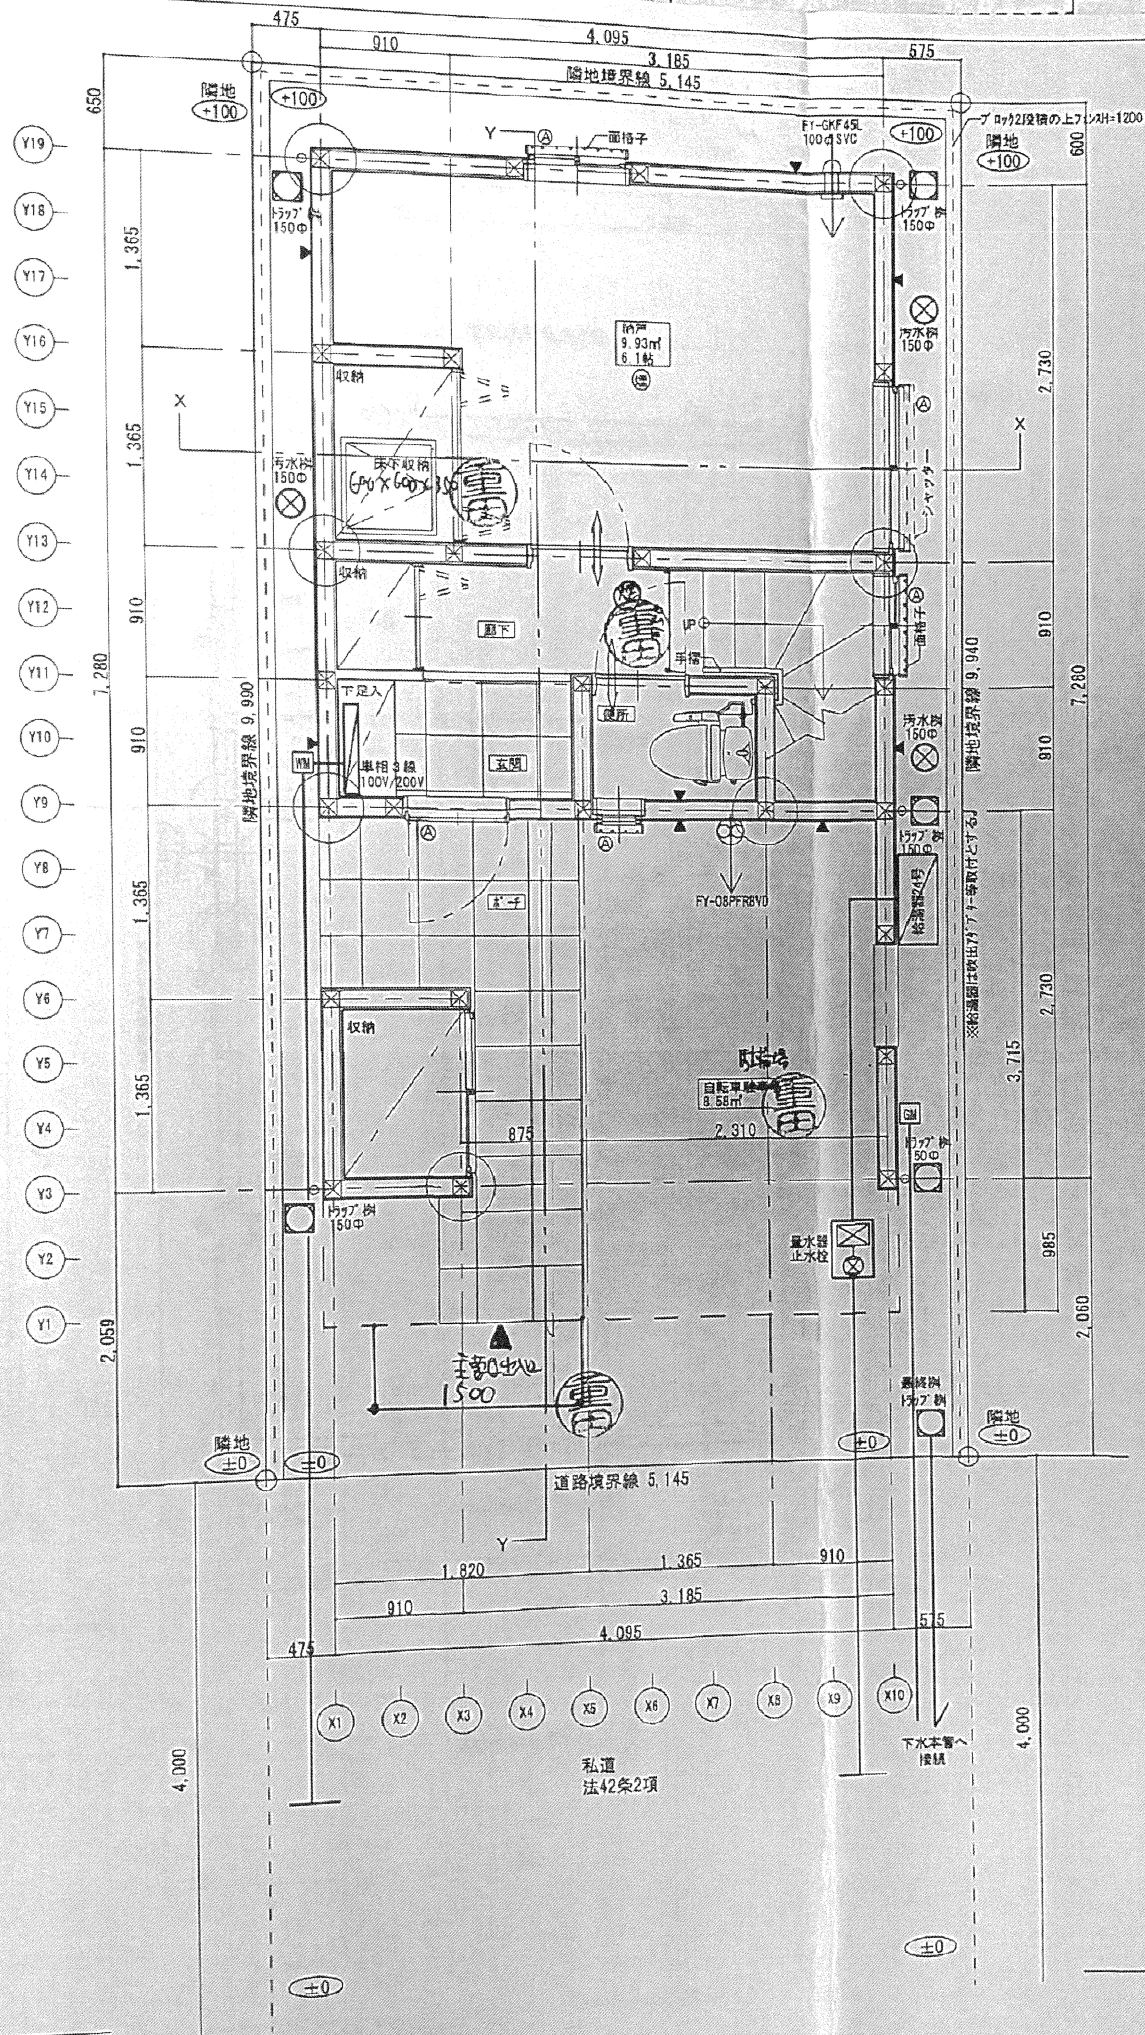 475
4,095
910
3,185
575
隣地境界線 5,145
650
隣地
+100
+100
Y
A
面格子
FY-GKF45L
100φSVC
+100
ブロック2段積の上フェンスH=1200
隣地
+100
600
Y19
Y18
Y17
Y16
Y15
Y14
Y13
Y12
Y11
Y10
Y9
Y8
Y7
Y6
Y5
Y4
Y3
Y2
Y1
トラップ桝
150Φ
トラップ桝
150Φ
1,365
納戸
9.93㎡
6.1帖
汚水桝
150Φ
2,730
収納
X
A
X
シャッター
1,365
汚水桝
150Φ
床下収納
収納
910
廊下
UP
手摺
A
面格子
910
7,280
隣地境界線 9,990
下足入
便所
玄関
WM
単相3線
100V/200V
910
汚水桝
150Φ
隣地境界線 9,940
910
7,280
A
A
トラップ桝
150Φ
1,365
ポーチ
FY-08PFR8VD
給湯器24号
2,730
3,715
収納
1,365
駐輪場
自転車駐車場
8.58㎡
GM
875
2,310
トラップ桝
50Φ
トラップ桝
150Φ
量水器
止水栓
985
2,059
2,060
主要出入口
1500
最終桝
トラップ桝
隣地
±0
±0
±0
隣地
±0
道路境界線 5,145
Y
1,820
1,365
910
910
3,185
475
4,095
575
X1
X2
X3
X4
X5
X6
X7
X8
X9
X10
4,000
私道
法42条2項
下水本管へ
接続
4,000
±0
±0